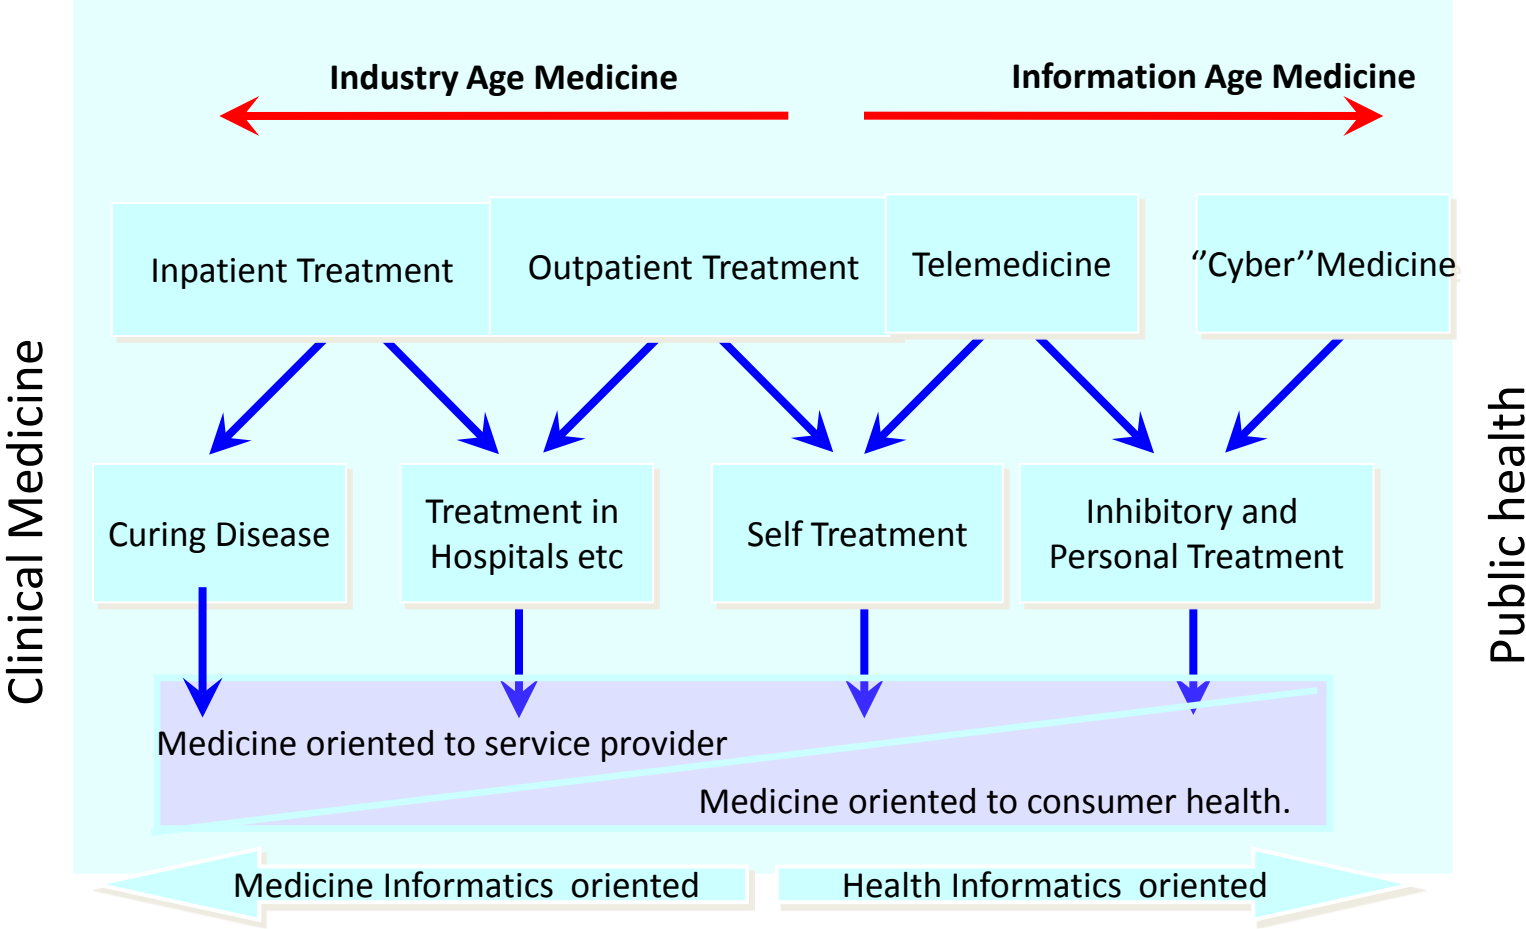 Industry Age Medicine
Information Age Medicine
Inpatient Treatment
Outpatient Treatment
Telemedicine
‘’Cyber’’Medicine
Clinical Medicine
Public health
Curing Disease
Treatment in
Hospitals etc
Self Treatment
Inhibitory and
Personal Treatment
Medicine oriented to service provider
Medicine oriented to consumer health.
Medicine Informatics  oriented
Health Informatics  oriented